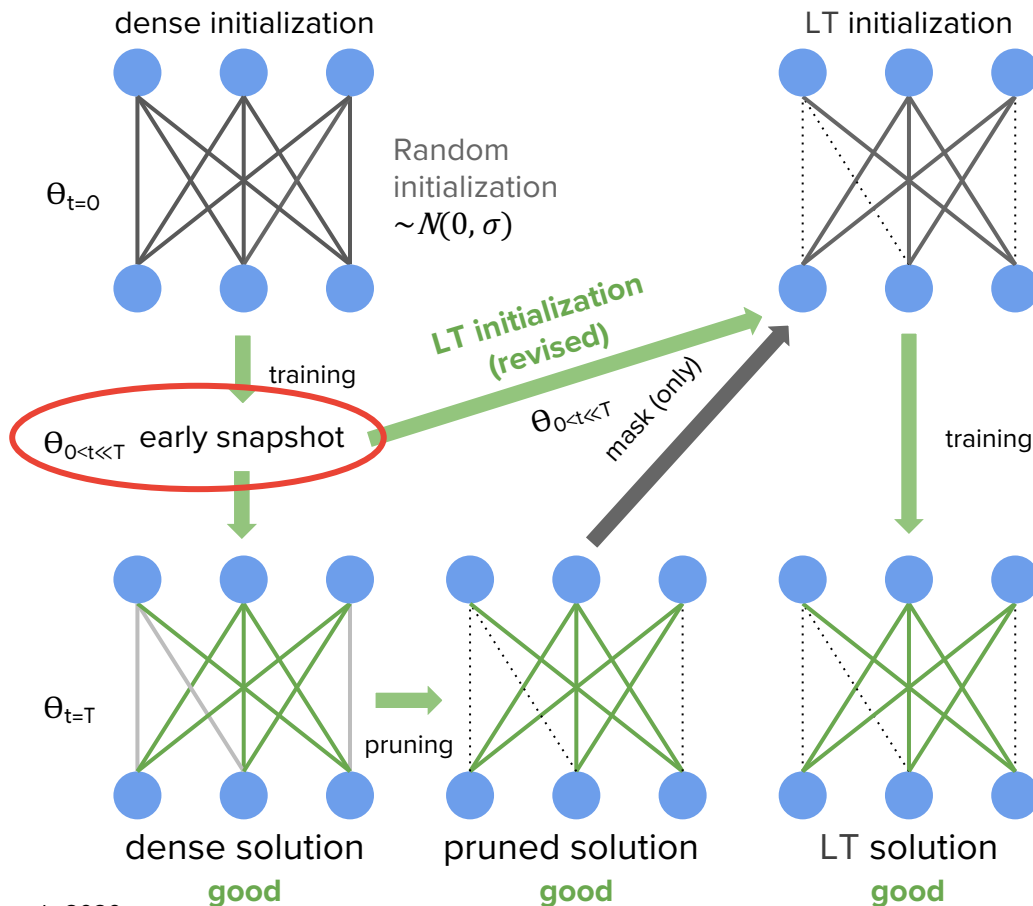 dense initialization
LT initialization
Random
initialization
~N(0, σ)
θt=0
LT initialization
(revised)
training
θ0<t≪T early snapshot
θ0<t≪T
mask (only)
training
θt=T
pruning
dense solution
good
pruned solution
good
LT solution
good